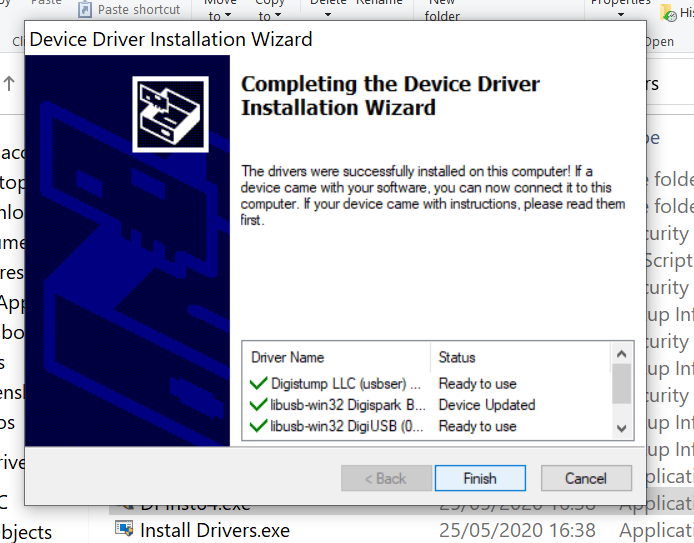 Paste shortcut
Move
to
Copy
to
Delete
Rename
New
folder
Properties
His
Open
Device Driver Installation Wizard
Completing the Device Driver
Installation Wizard
The drivers were successfully installed on this computer! If a
device came with your software, you can now connect it to this
computer. If your device came with instructions, please read them
first.
Driver Name Status
Digistump LLC (usbser) ... Ready to use
libusb-win32 Digispark B... Device Updated
libusb-win32 DigiUSB (0... Ready to use
< Back Finish Cancel
25/05/2020 16:38 Applicati
Install Drivers.exe 25/05/2020 16:38 Applicati